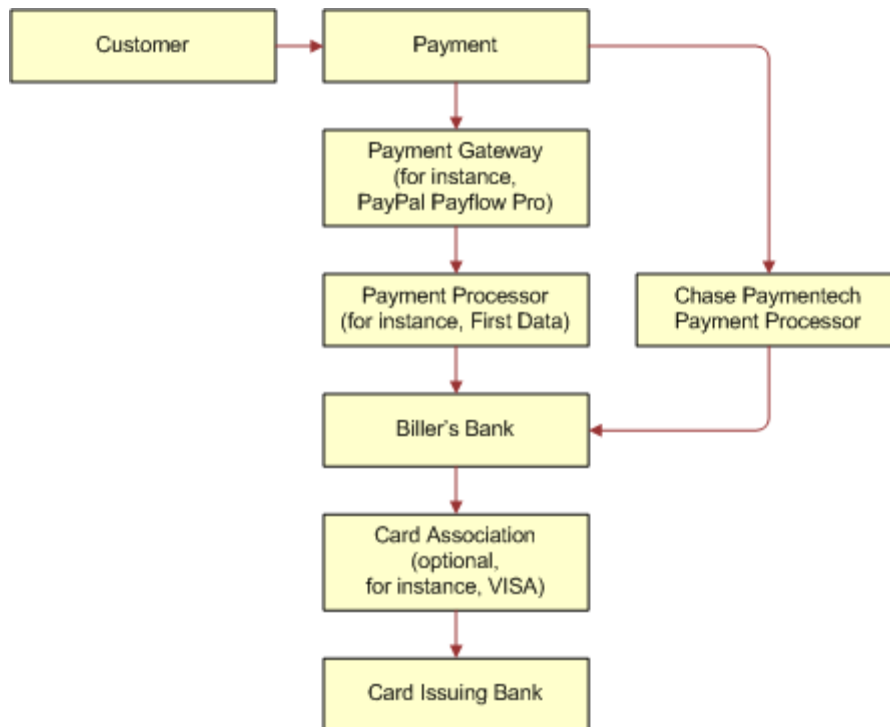 Customer
Payment
Payment Gateway
(for instance,
PayPal Payflow Pro)
Payment Processor
(for instance, First Data)
Chase Paymentech
Payment Processor
Biller's Bank
Card Association
(optional,
for instance, VISA)
Card Issuing Bank